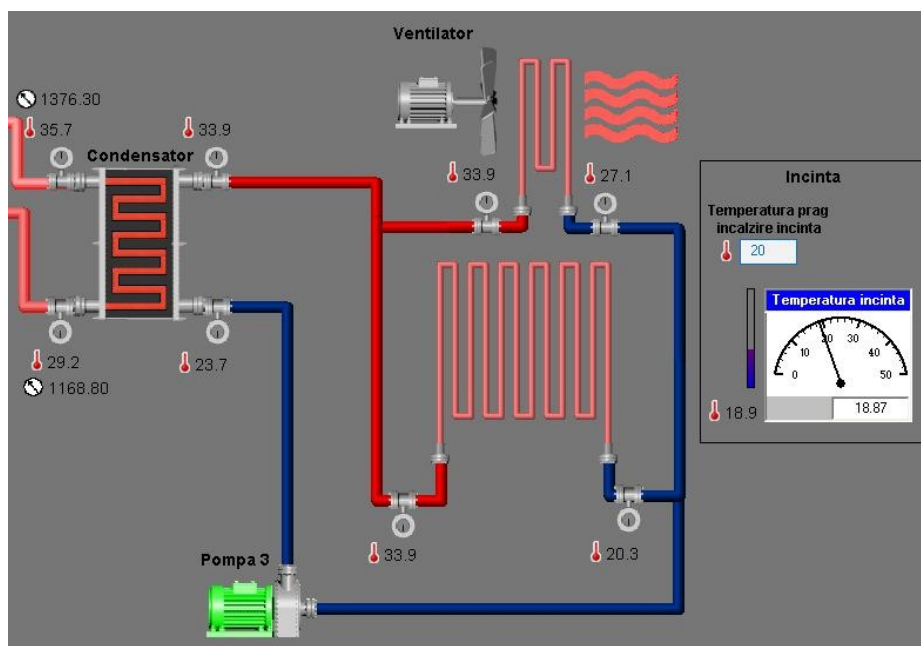 Ventilator
1376.30
35.7
33.9
Condensator
33.9
27.1
Incinta
Temperatura prag
incalzire incinta
20
Temperatura incinta
0 10 20 30 40 50
18.87
18.9
29.2
23.7
1168.80
33.9
20.3
Pompa 3